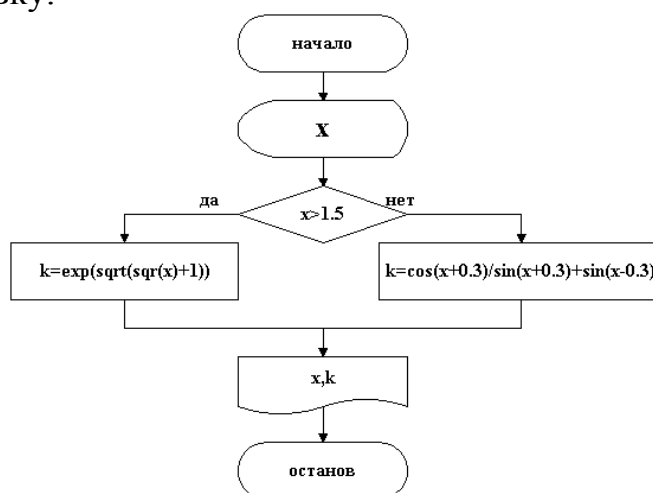 начало
X
да
нет
x>1.5
k=exp(sqrt(sqr(x)+1))
k=cos(x+0.3)/sin(x+0.3)+sin(x-0.3)
x,k
останов